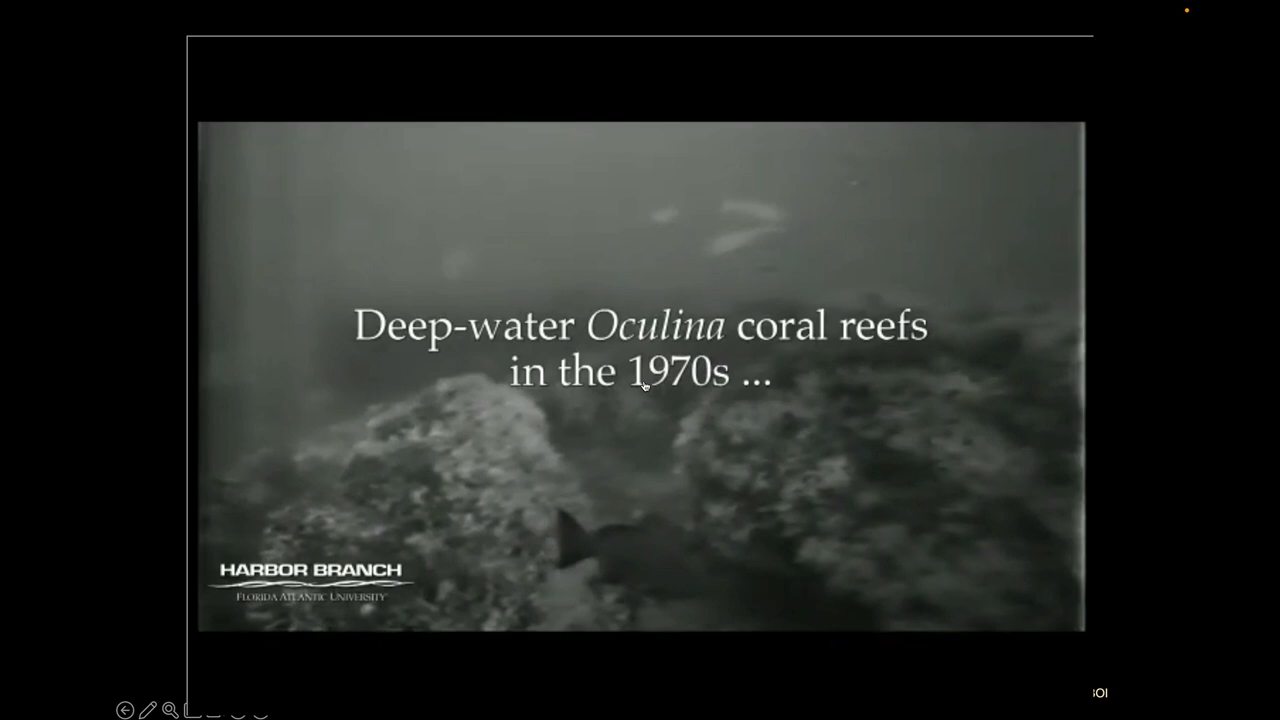 Deep-water Oculina coral reefs
in the 1970s ...
HARBOR BRANCH
FLORIDA ATLANTIC UNIVERSITY